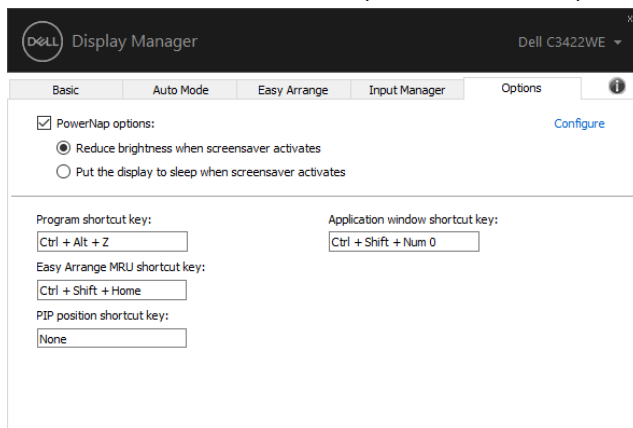 DELL Display Manager
Dell C3422WE
Basic Auto Mode Easy Arrange Input Manager Options
PowerNap options:
Configure
Reduce brightness when screensaver activates
Put the display to sleep when screensaver activates
Program shortcut key:
Ctrl + Alt + Z
Application window shortcut key:
Ctrl + Shift + Num 0
Easy Arrange MRU shortcut key:
Ctrl + Shift + Home
PIP position shortcut key:
None